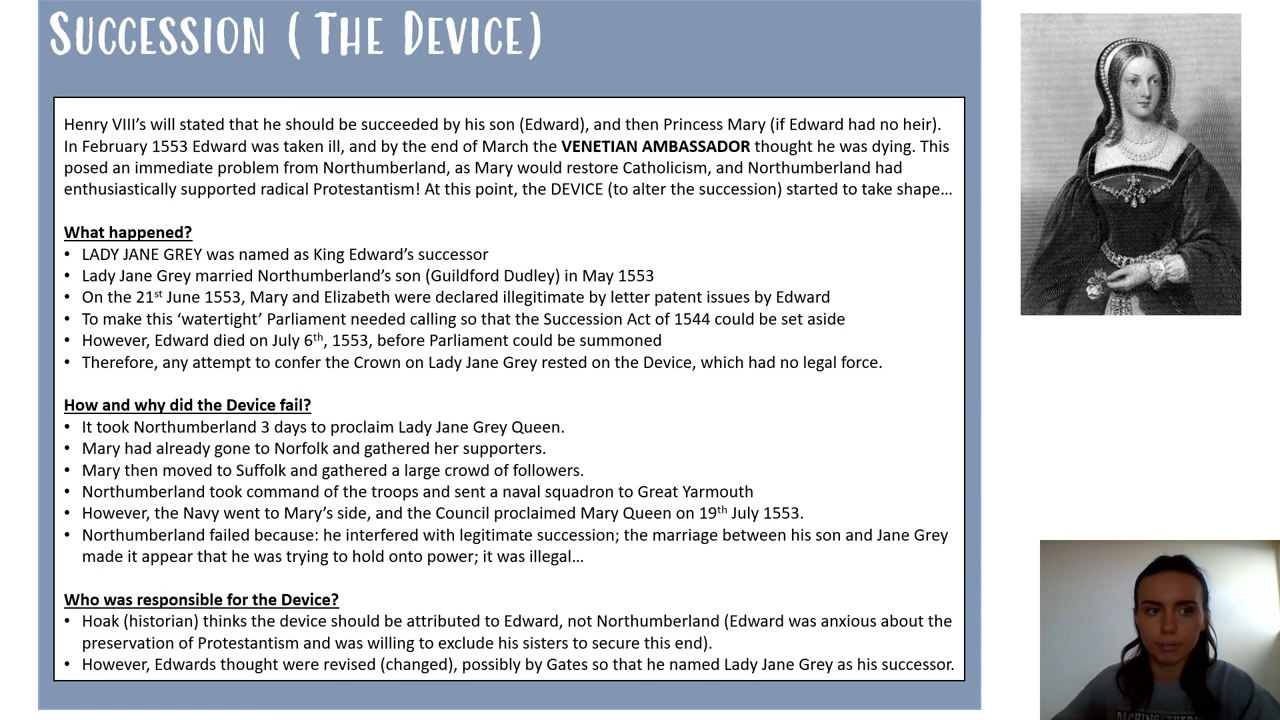 Succession (The Device)
Henry VIII's will stated that he should be succeeded by his son (Edward), and then Princess Mary (if Edward had no heir).
In February 1553 Edward was taken ill, and by the end of March the VENETIAN AMBASSADOR thought he was dying. This
posed an immediate problem from Northumberland, as Mary would restore Catholicism, and Northumberland had
enthusiastically supported radical Protestantism! At this point, the DEVICE (to alter the succession) started to take shape…
What happened?
• LADY JANE GREY was named as King Edward's successor
• Lady Jane Grey married Northumberland's son (Guildford Dudley) in May 1553
• On the 21st June 1553, Mary and Elizabeth were declared illegitimate by letter patent issues by Edward
• To make this 'watertight' Parliament needed calling so that the Succession Act of 1544 could be set aside
• However, Edward died on July 6th, 1553, before Parliament could be summoned
• Therefore, any attempt to confer the Crown on Lady Jane Grey rested on the Device, which had no legal force.
How and why did the Device fail?
• It took Northumberland 3 days to proclaim Lady Jane Grey Queen.
• Mary had already gone to Norfolk and gathered her supporters.
• Mary then moved to Suffolk and gathered a large crowd of followers.
• Northumberland took command of the troops and sent a naval squadron to Great Yarmouth
• However, the Navy went to Mary's side, and the Council proclaimed Mary Queen on 19th July 1553.
• Northumberland failed because: he interfered with legitimate succession; the marriage between his son and Jane Grey
made it appear that he was trying to hold onto power; it was illegal…
Who was responsible for the Device?
• Hoak (historian) thinks the device should be attributed to Edward, not Northumberland (Edward was anxious about the
preservation of Protestantism and was willing to exclude his sisters to secure this end).
• However, Edwards thought were revised (changed), possibly by Gates so that he named Lady Jane Grey as his successor.